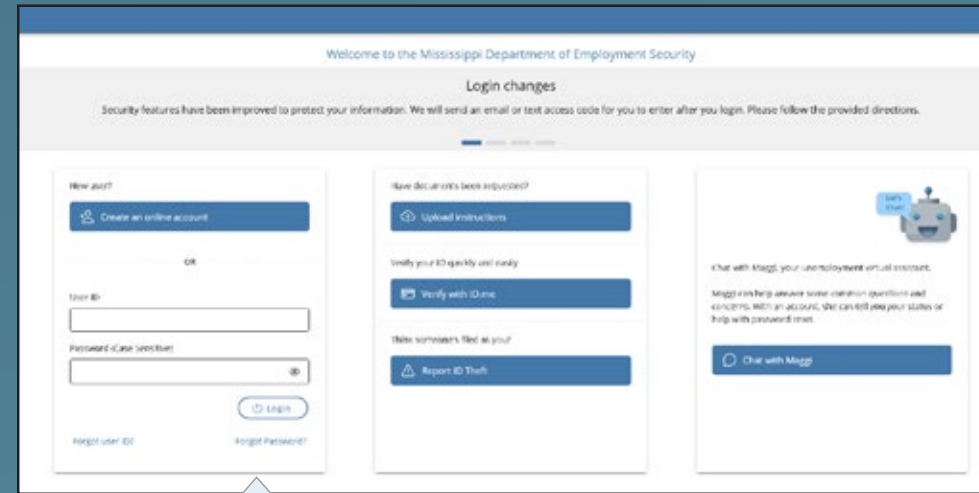 Welcome to the Mississippi Department of Employment Security
Login changes
Security features have been improved to protect your information. We will send an email or text access code for you to enter after you login. Please follow the provided directions.
New user?
Create an online account
OR
User ID
Password (Case Sensitive)
Login
Forgot user ID?
Forgot Password?
Have documents been requested?
Upload instructions
Verify your ID quickly and easily
Verify with ID.me
Think someone's filed as you?
Report ID Theft
Let's Chat!
Chat with Maggi, your unemployment virtual assistant.
Maggi can help answer some common questions and
concerns. With an account, she can tell you your status or
help with password reset.
Chat with Maggi